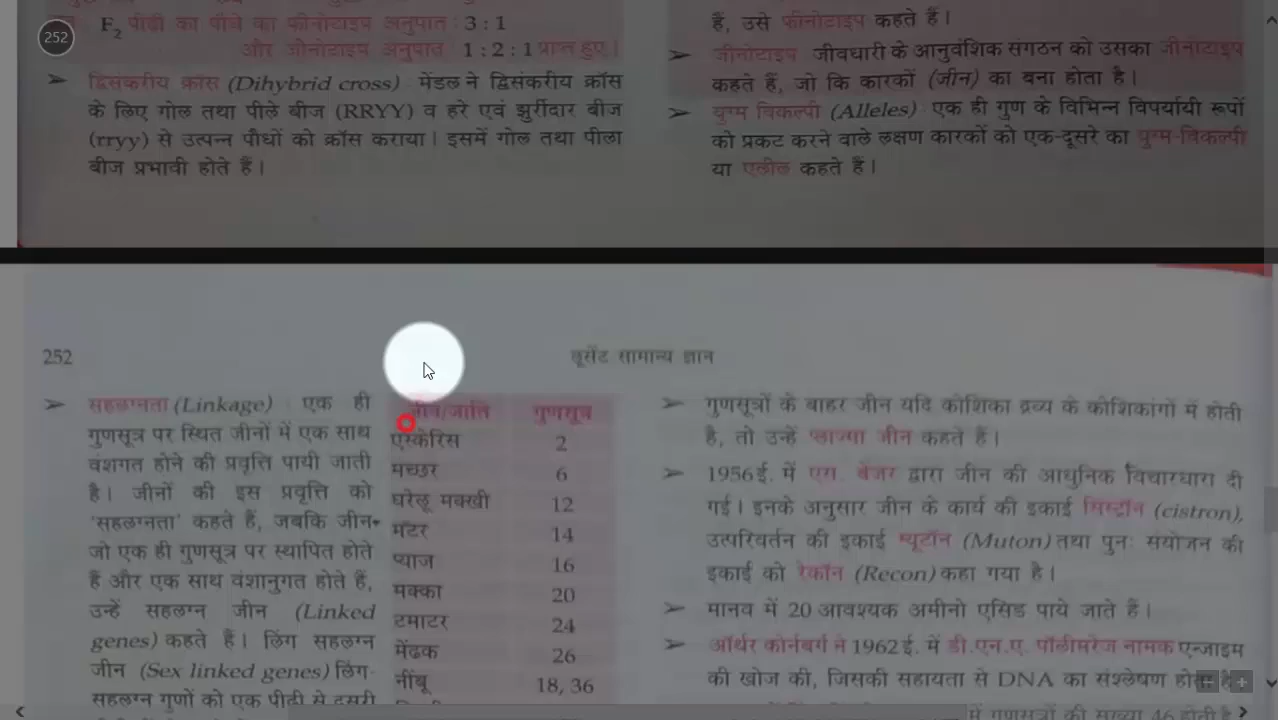 252
F₂ पीढ़ी का पौधे का फीनोटाइप अनुपात : 3 : 1
और जीनोटाइप अनुपात 1 : 2 : 1 प्राप्त हुए।
➢ द्विसंकरीय क्रॉस (Dihybrid cross) : मेंडल ने द्विसंकरीय क्रॉस
के लिए गोल तथा पीले बीज (RRYY) व हरे एवं झुर्रीदार बीज
(rryy) से उत्पन्न पौधों को क्रॉस कराया। इसमें गोल तथा पीला
बीज प्रभावी होते हैं।
हैं, उसे फीनोटाइप कहते हैं।
➢ जीनोटाइप : जीवधारी के आनुवंशिक संगठन को उसका जीनोटाइप
कहते हैं, जो कि कारकों (जीन) का बना होता है।
➢ युग्म विकल्पी (Alleles) : एक ही गुण के विभिन्न विपर्यायी रूपों
को प्रकट करने वाले लक्षण कारकों को एक-दूसरे का युग्म-विकल्पी
या एलील कहते हैं।
252
लूसेंट सामान्य ज्ञान
➢ सहलग्नता (Linkage) : एक ही
गुणसूत्र पर स्थित जीनों में एक साथ
वंशगत होने की प्रवृत्ति पायी जाती
है। जीनों की इस प्रवृत्ति को
'सहलग्नता' कहते हैं, जबकि जीन
जो एक ही गुणसूत्र पर स्थापित होते
हैं और एक साथ वंशानुगत होते हैं,
उन्हें सहलग्न जीन (Linked
genes) कहते हैं। लिंग सहलग्न
जीन (Sex linked genes) लिंग-
सहलग्न गुणों को एक पीढ़ी से दूसरी
जीव/जाति गुणसूत्र
एस्केरिस 2
मच्छर 6
घरेलू मक्खी 12
मटर 14
प्याज 16
मक्का 20
टमाटर 24
मेंढक 26
नींबू 18, 36
➢ गुणसूत्रों के बाहर जीन यदि कोशिका द्रव्य के कोशिकांगों में होती
है, तो उन्हें प्लाज्मा जीन कहते हैं।
➢ 1956 ई. में एस. बेंजर द्वारा जीन की आधुनिक विचारधारा दी
गई। इनके अनुसार जीन के कार्य की इकाई सिस्ट्रॉन (cistron),
उत्परिवर्तन की इकाई म्यूटॉन (Muton) तथा पुनः संयोजन की
इकाई को रेकॉन (Recon) कहा गया है।
➢ मानव में 20 आवश्यक अमीनो एसिड पाये जाते हैं।
➢ ऑर्थर कोर्नबर्ग ने 1962 ई. में डी.एन.ए. पॉलीमरेज नामक एन्जाइम
की खोज की, जिसकी सहायता से DNA का संश्लेषण होता है
में गुणसूत्रों की संख्या 46 होती है